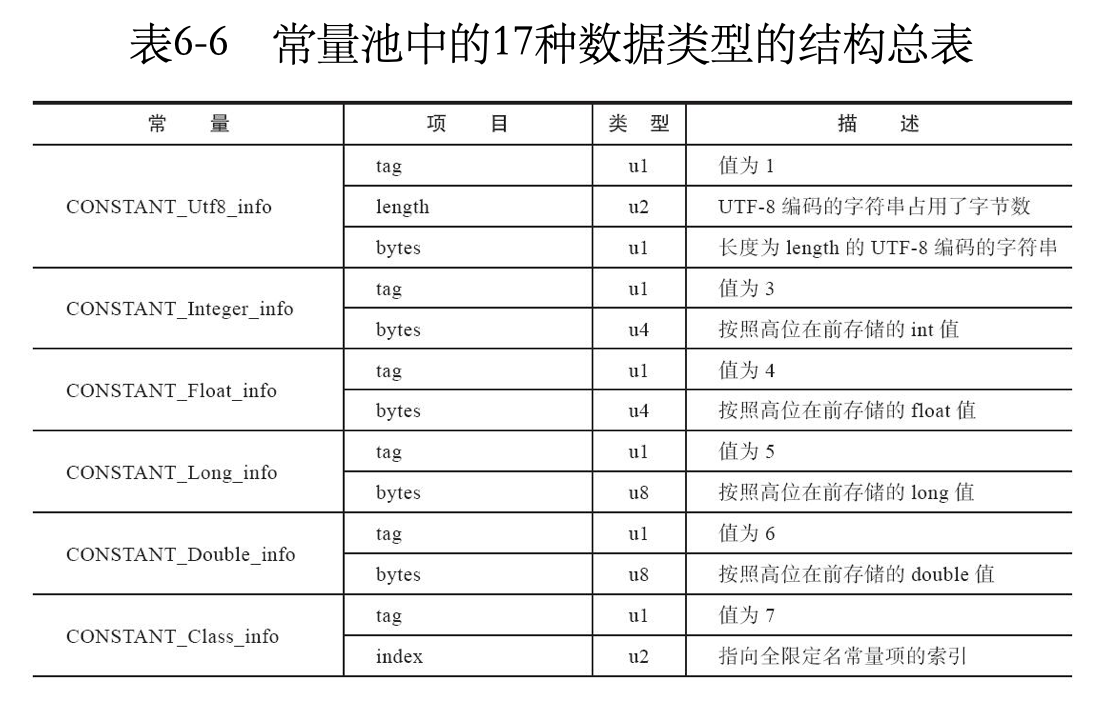 表6-6 常量池中的17种数据类型的结构总表
常 量 项 目 类 型 描 述
CONSTANT_Utf8_info tag u1 值为 1
length u2 UTF-8 编码的字符串占用了字节数
bytes u1 长度为 length 的 UTF-8 编码的字符串
CONSTANT_Integer_info tag u1 值为 3
bytes u4 按照高位在前存储的 int 值
CONSTANT_Float_info tag u1 值为 4
bytes u4 按照高位在前存储的 float 值
CONSTANT_Long_info tag u1 值为 5
bytes u8 按照高位在前存储的 long 值
CONSTANT_Double_info tag u1 值为 6
bytes u8 按照高位在前存储的 double 值
CONSTANT_Class_info tag u1 值为 7
index u2 指向全限定名常量项的索引